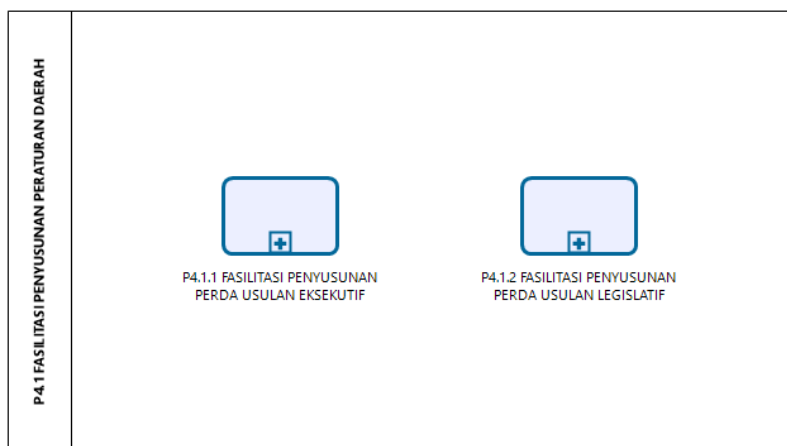 P4.1 FASILITASI PENYUSUNAN PERATURAN DAERAH
P4.1.1 FASILITASI PENYUSUNAN
PERDA USULAN EKSEKUTIF
P4.1.2 FASILITASI PENYUSUNAN
PERDA USULAN LEGISLATIF